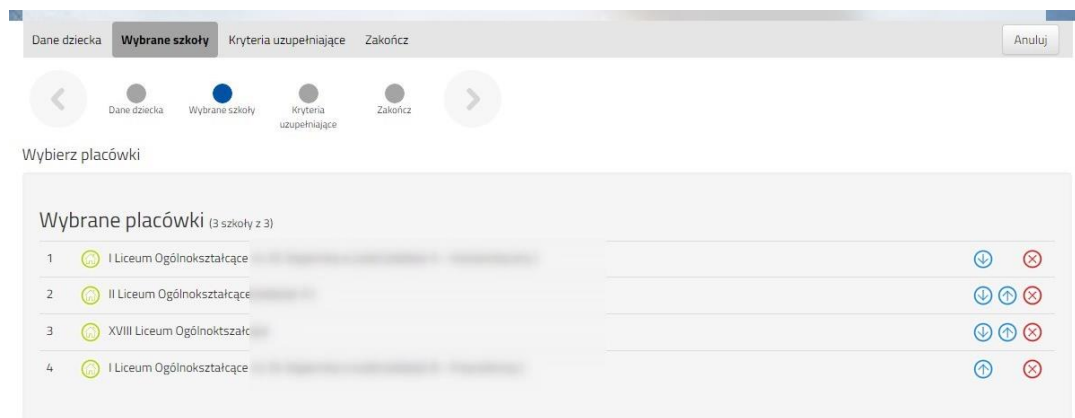 Dane dziecka Wybrane szkoły Kryteria uzupełniające Zakończ Anuluj
Dane dziecka Wybrane szkoły Kryteria Zakończ
uzupełniające
Wybierz placówki
Wybrane placówki (3 szkoły z 3)
1 I Liceum Ogólnokształcące
2 II Liceum Ogólnokształcące
3 XVIII Liceum Ogólnoktszałc
4 I Liceum Ogólnokształcące